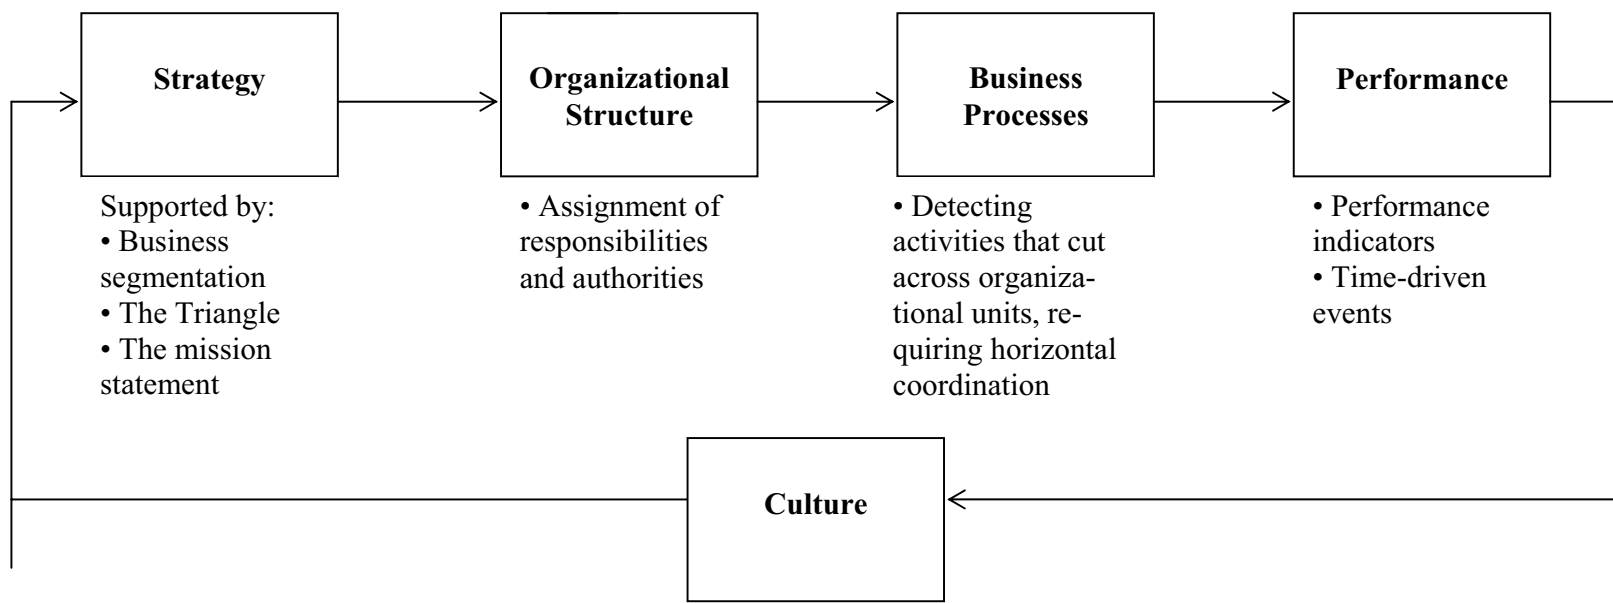 Strategy
Organizational
Structure
Business
Processes
Performance
Supported by:
• Business
segmentation
• The Triangle
• The mission
statement
• Assignment of
responsibilities
and authorities
• Detecting
activities that cut
across organiza-
tional units, re-
quiring horizontal
coordination
• Performance
indicators
• Time-driven
events
Culture